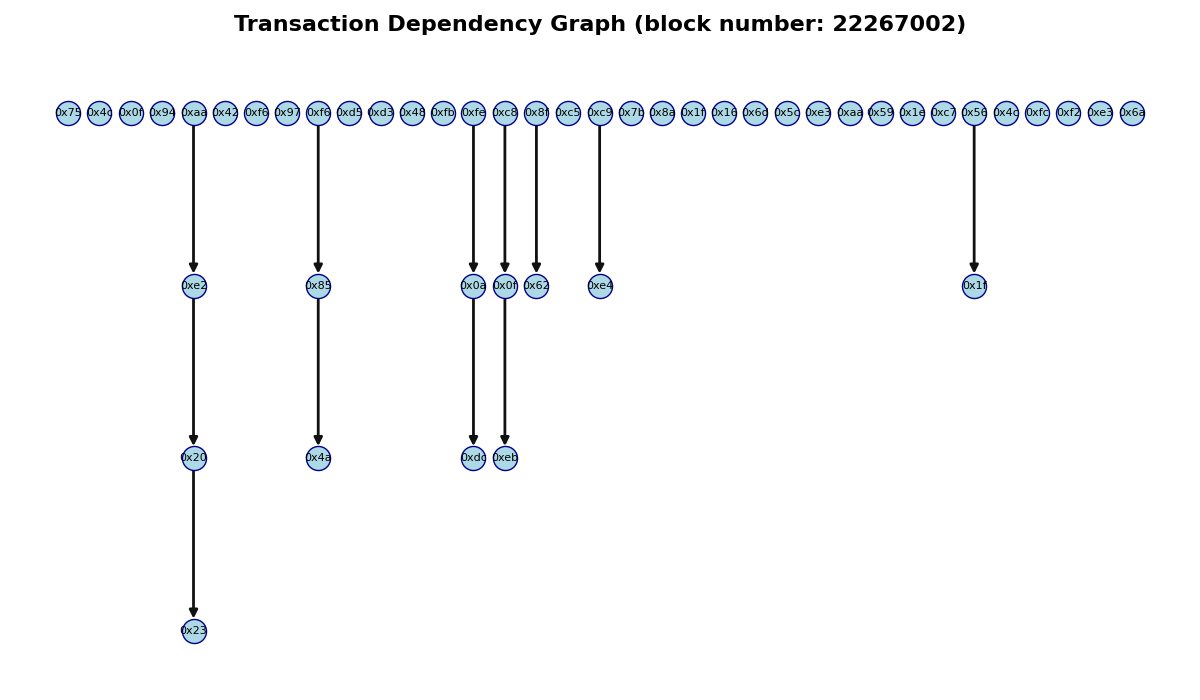 Transaction Dependency Graph (block number: 22267002)
0x75 0x4c 0x0f 0x94 0xaa 0x42 0xf6 0x97 0xf6 0xd5 0xd3 0x48 0xfb 0xfe 0xc8 0x8f 0xc5 0xc9 0x7b 0x8a 0x1f 0x16 0x6c 0x5c 0xe3 0xaa 0x59 0x1e 0xc7 0x56 0x4c 0xfc 0xf2 0xe3 0x6a
0xe2 0x85 0x0a 0x0f 0x62 0xe4 0x1f
0x20 0x4a 0xdc 0xeb
0x23